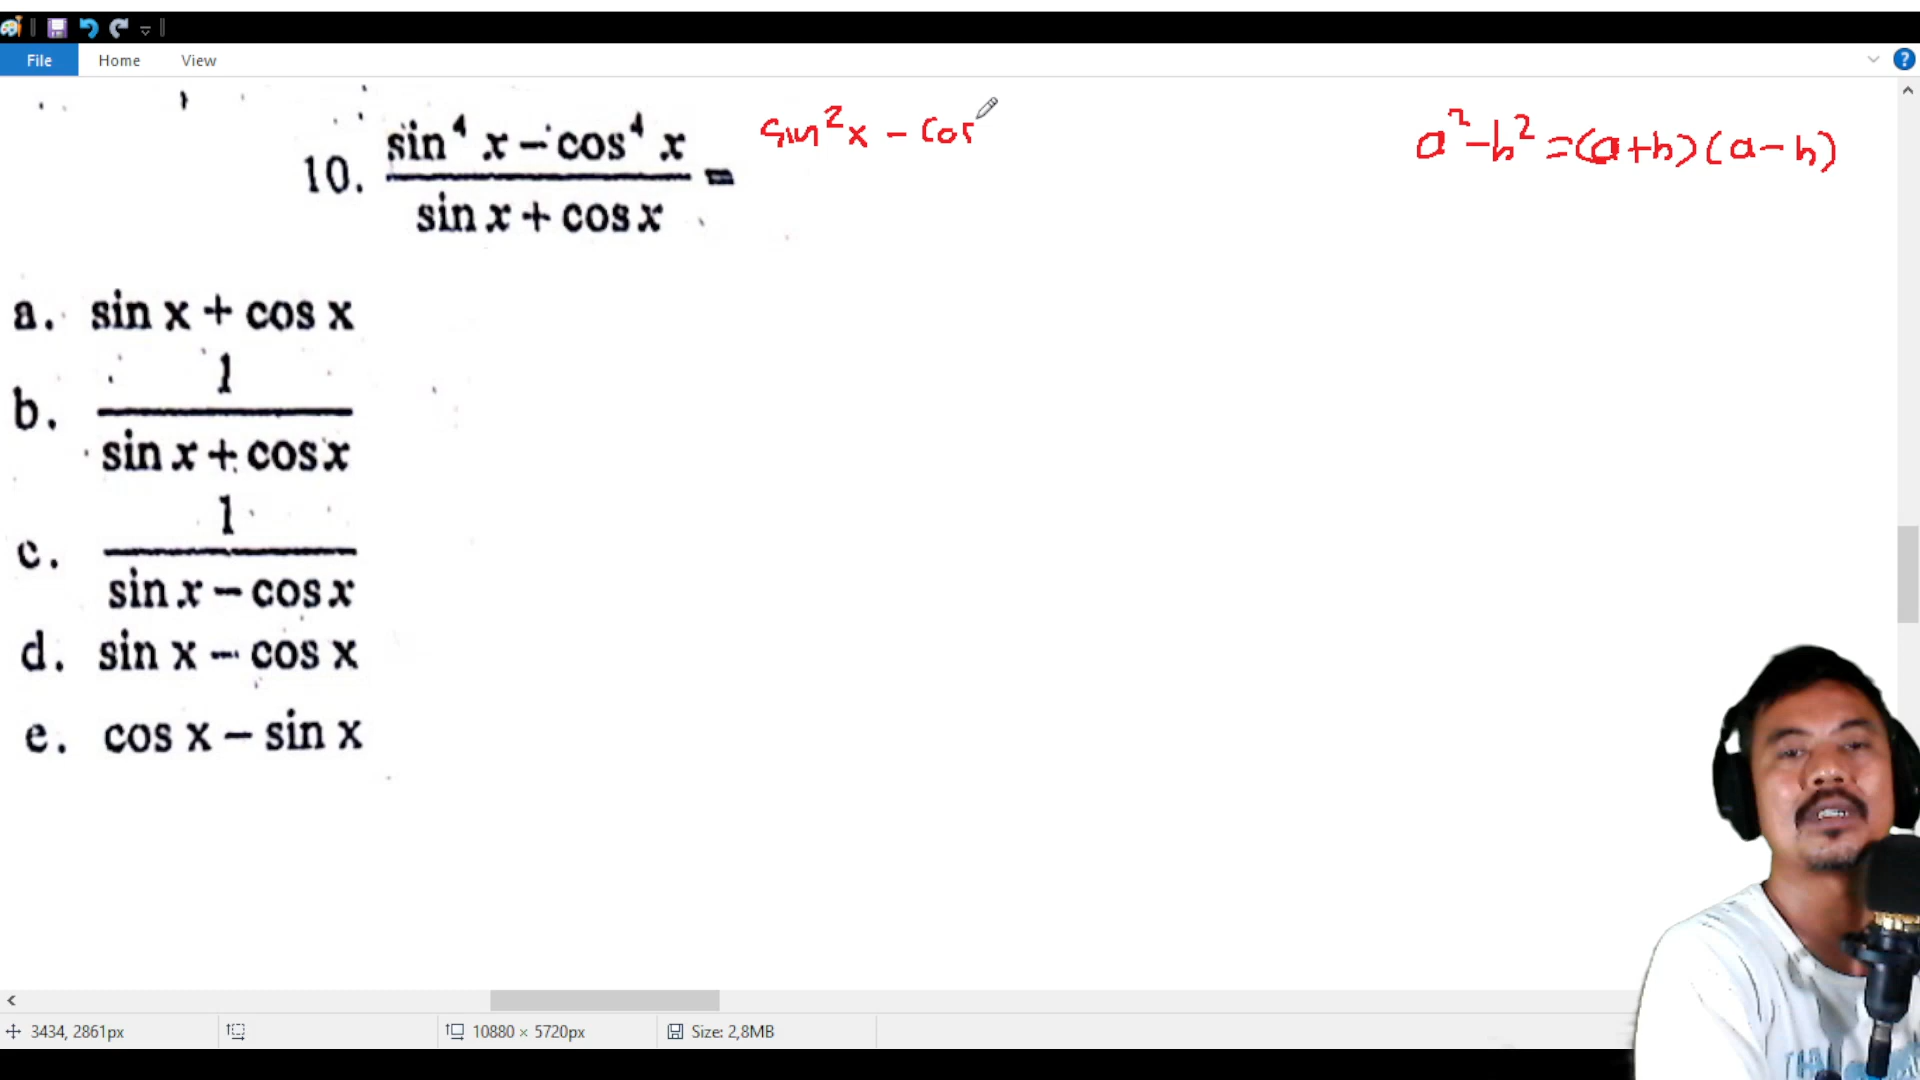 File Home View
10. sin⁴ x − cos⁴ x / sin x + cos x =
sin²x − cos
a² − b² = (a+b)(a−b)
a. sin x + cos x
b. 1 / sin x + cos x
c. 1 / sin x − cos x
d. sin x − cos x
e. cos x − sin x
3434, 2861px 10880 × 5720px Size: 2,8MB